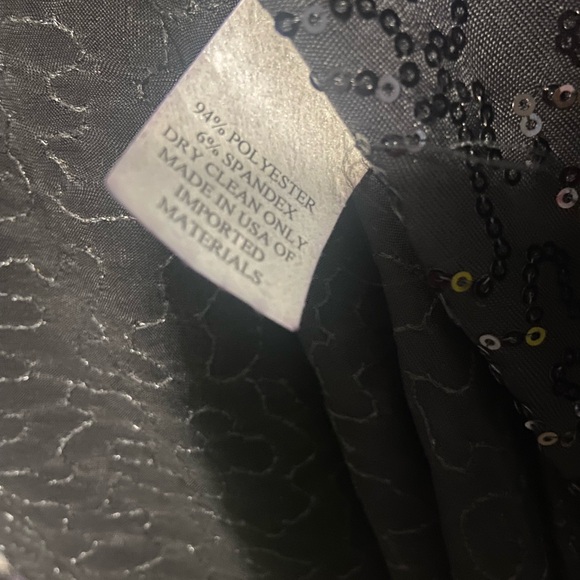 94% POLYESTER
6% SPANDEX
DRY CLEAN ONLY
MADE IN USA OF
IMPORTED
MATERIALS